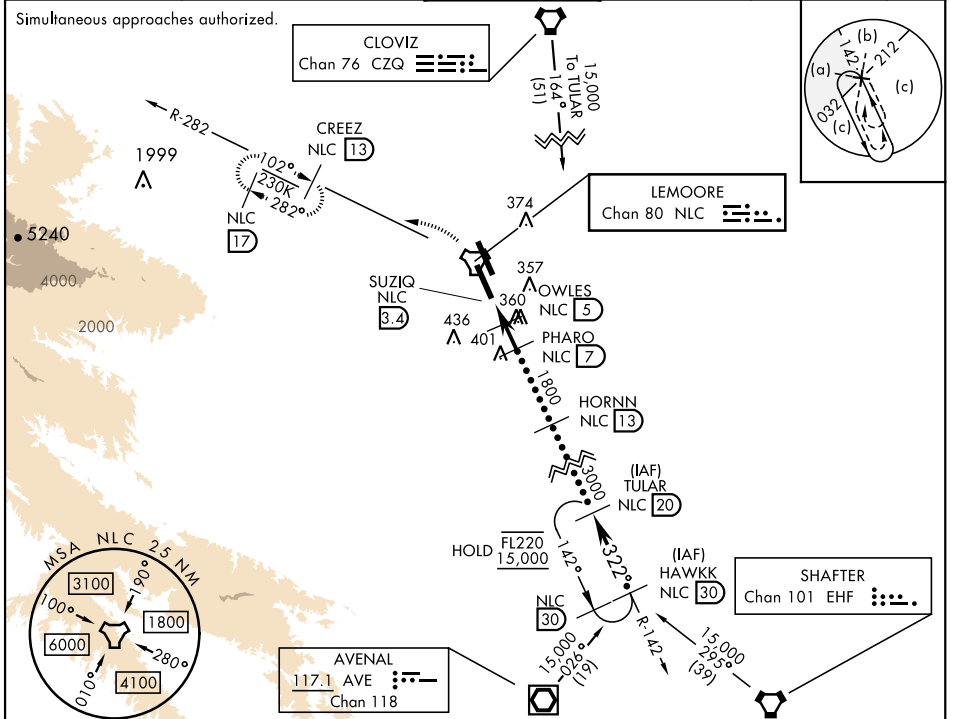 Simultaneous approaches authorized.
CLOVIZ
Chan 76 CZQ
15,000
To TULAR
164°
(51)
142
212
(b)
(a)
(c)
032
(c)
R-282
CREEZ
NLC 13
1999
102°
230K
282°
NLC
17
374
LEMOORE
Chan 80 NLC
5240
4000
2000
SUZIQ
NLC
3.4
357
OWLES
NLC 5
360
436
401
PHARO
NLC 7
1800
HORNN
NLC 13
3000
(IAF)
TULAR
NLC 20
HOLD FL220
15,000
142°
322°
(IAF)
HAWKK
NLC 30
NLC
30
R-142
SHAFTER
Chan 101 EHF
15,000
295°
(39)
15,000
026°
(19)
AVENAL
117.1 AVE
Chan 118
MSA NLC 25 NM
3100
190°
100°
1800
6000
280°
010°
4100